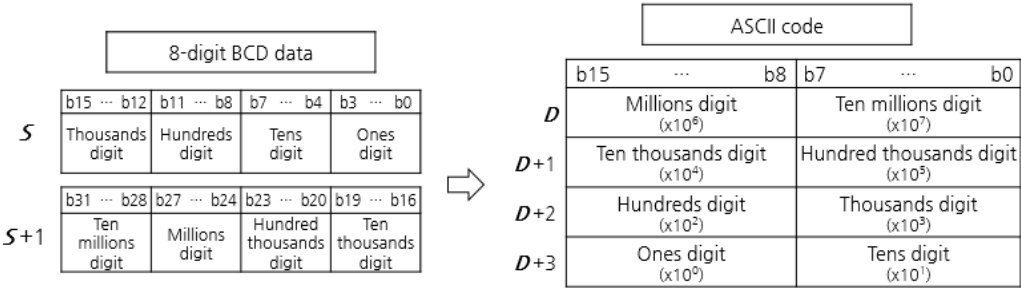 8-digit BCD data
b15 ··· b12 b11 ··· b8 b7 ··· b4 b3 ··· b0
S Thousands digit Hundreds digit Tens digit Ones digit
b31 ··· b28 b27 ··· b24 b23 ··· b20 b19 ··· b16
S+1 Ten millions digit Millions digit Hundred thousands digit Ten thousands digit
ASCII code
b15 ··· b8 b7 ··· b0
D Millions digit (x10⁶) Ten millions digit (x10⁷)
D+1 Ten thousands digit (x10⁴) Hundred thousands digit (x10⁵)
D+2 Hundreds digit (x10²) Thousands digit (x10³)
D+3 Ones digit (x10⁰) Tens digit (x10¹)